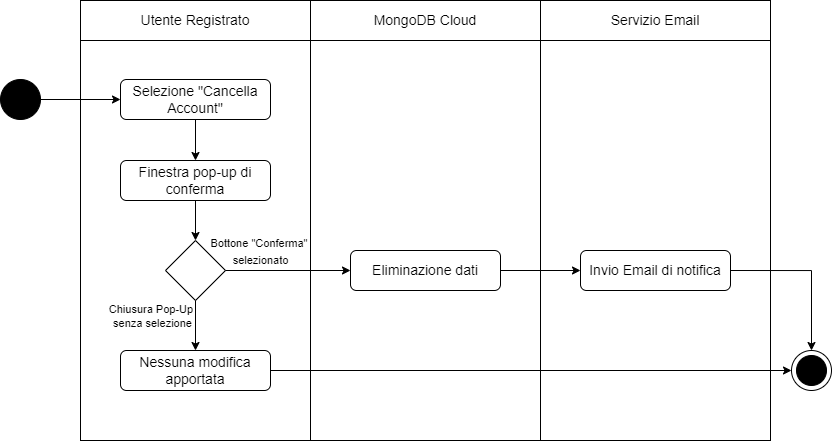 Utente Registrato
MongoDB Cloud
Servizio Email
Selezione "Cancella
Account"
Finestra pop-up di
conferma
Bottone "Conferma"
selezionato
Eliminazione dati
Invio Email di notifica
Chiusura Pop-Up
senza selezione
Nessuna modifica
apportata